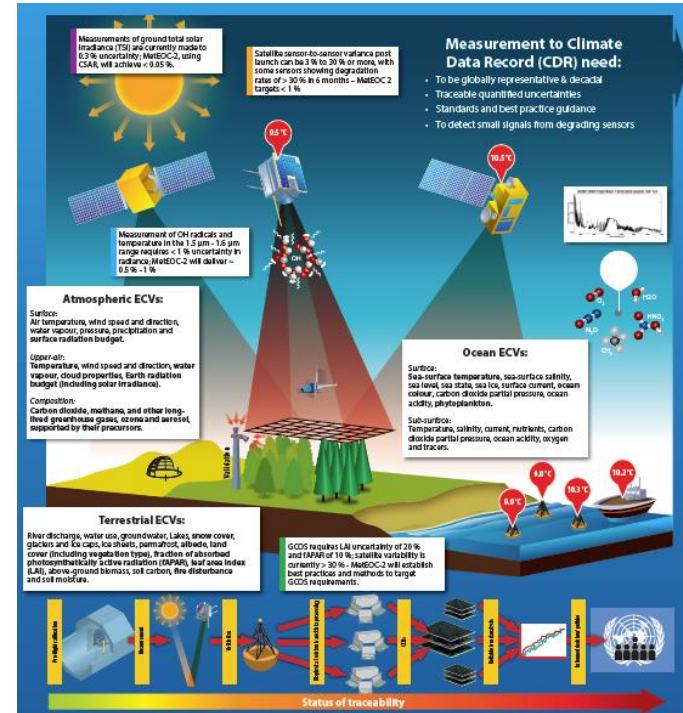 Measurements of ground total solar
irradiance (TSI) are currently made to
0.3 % uncertainty; MetEOC-2, using
CSAR, will achieve < 0.05 %.
Satellite sensor-to-sensor variance post
launch can be 3 % to 30 % or more, with
some sensors showing degradation
rates of > 30 % in 6 months – MetEOC 2
targets < 1 %
Measurement to Climate
Data Record (CDR) need:
• To be globally representative & decadal
• Traceable quantified uncertainties
• Standards and best practice guidance
• To detect small signals from degrading sensors
9.5 °C
10.5 °C
Measurement of OH radicals and
temperature in the 1.5 µm - 1.6 µm
range requires < 1 % uncertainty in
radiance; MetEOC-2 will deliver ~
0.5 % - 1 %
OH
O3
H2O
N2O
HNO3
CH4
Atmospheric ECVs:
Surface:
Air temperature, wind speed and direction,
water vapour, pressure, precipitation and
surface radiation budget.
Upper-air:
Temperature, wind speed and direction, water
vapour, cloud properties, Earth radiation
budget (including solar irradiance).
Composition:
Carbon dioxide, methane, and other long-
lived greenhouse gases, ozone and aerosol,
supported by their precursors.
Ocean ECVs:
Surface:
Sea-surface temperature, sea-surface salinity,
sea level, sea state, sea ice, surface current, ocean
colour, carbon dioxide partial pressure, ocean
acidity, phytoplankton.
Sub-surface:
Temperature, salinity, current, nutrients, carbon
dioxide partial pressure, ocean acidity, oxygen
and tracers.
Validation
9.9 °C
9.8 °C
10.3 °C
10.2 °C
Terrestrial ECVs:
River discharge, water use, groundwater, Lakes, snow cover,
glaciers and ice caps, ice sheets, permafrost, albedo, land
cover (including vegetation type), fraction of absorbed
photosynthetically active radiation (fAPAR), leaf area index
(LAI), above-ground biomass, soil carbon, fire disturbance
and soil moisture.
GCOS requires LAI uncertainty of 20 %
and fAPAR of 10 %; satellite variability is
currently > 30 % - MetEOC-2 will establish
best practices and methods to target
GCOS requirements.
Status of traceability